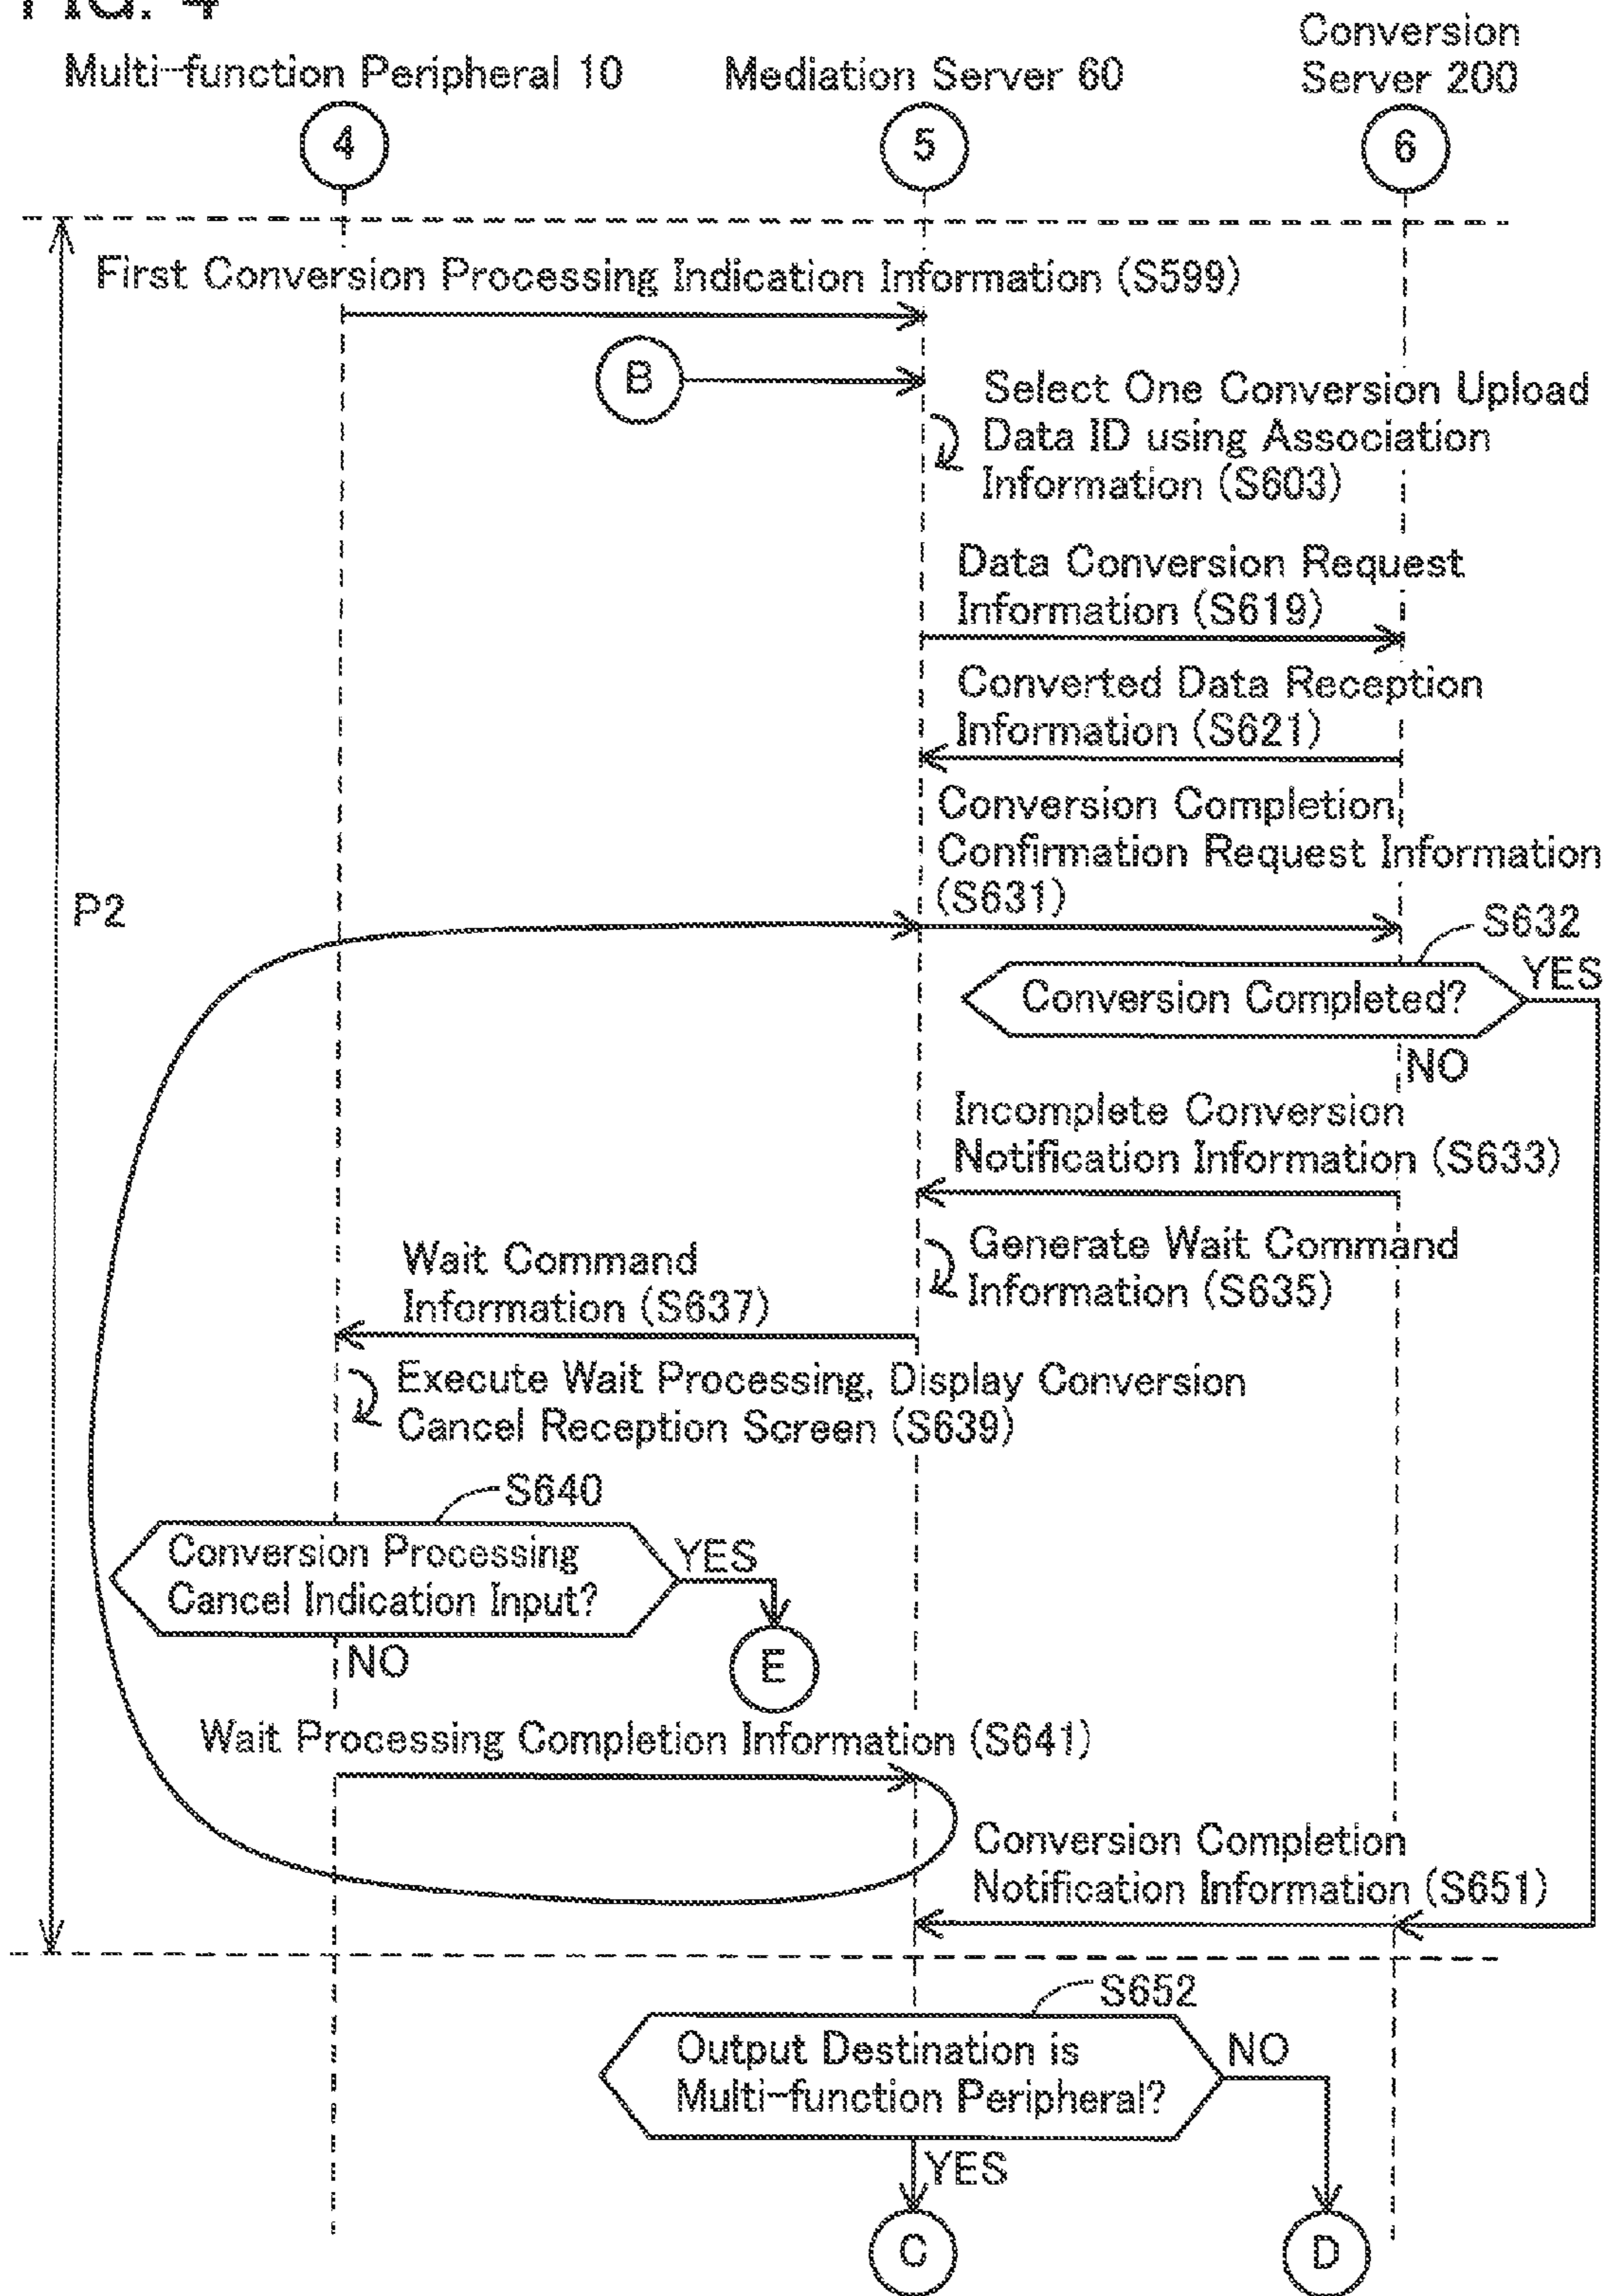 FIG. 4
Multi-function Peripheral 10
Mediation Server 60
Conversion
Server 200
4
5
6
First Conversion Processing Indication Information (S599)
B
Select One Conversion Upload
Data ID using Association
Information (S603)
Data Conversion Request
Information (S619)
Converted Data Reception
Information (S621)
Conversion Completion
Confirmation Request Information
(S631)
P2
S632
Conversion Completed?
YES
NO
Incomplete Conversion
Notification Information (S633)
Generate Wait Command
Information (S635)
Wait Command
Information (S637)
Execute Wait Processing, Display Conversion
Cancel Reception Screen (S639)
S640
Conversion Processing
Cancel Indication Input?
YES
E
NO
Wait Processing Completion Information (S641)
Conversion Completion
Notification Information (S651)
S652
Output Destination is
Multi-function Peripheral?
NO
YES
C
D